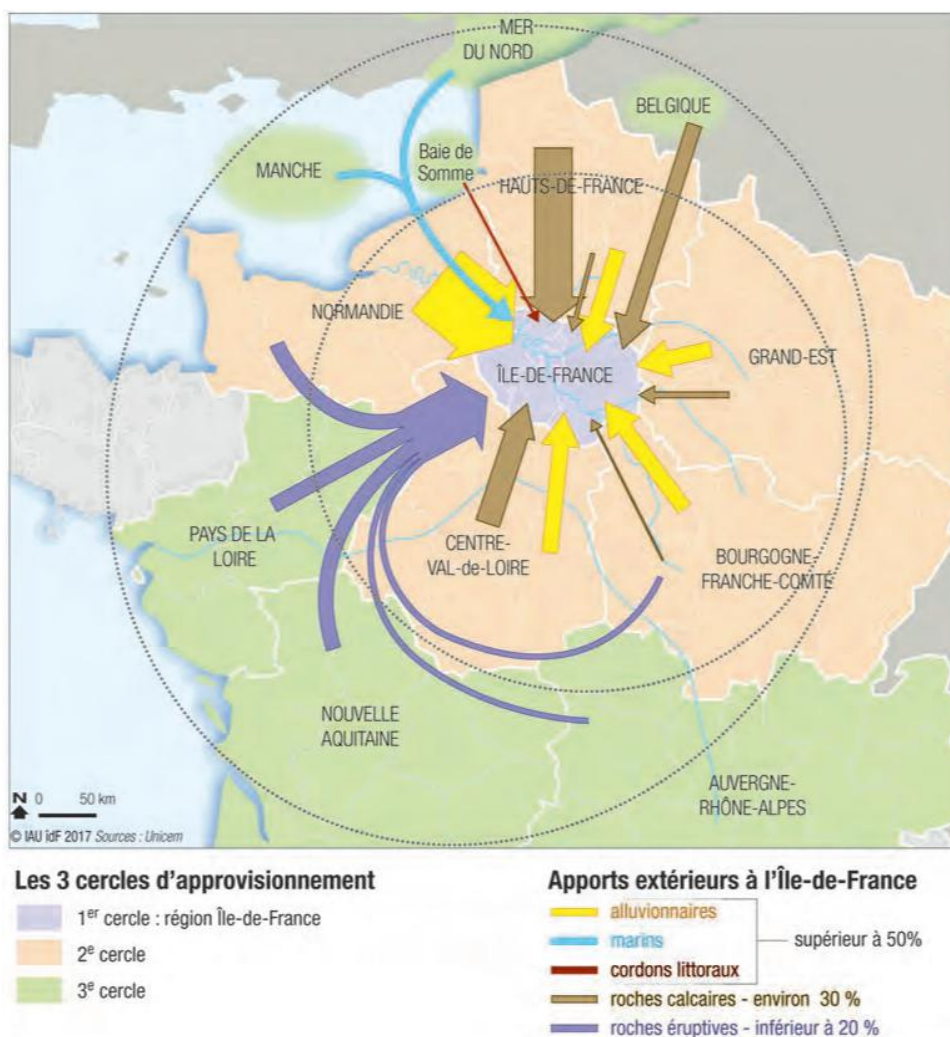 MER
DU NORD
BELGIQUE
MANCHE
Baie de
Somme
HAUTS-DE-FRANCE
NORMANDIE
GRAND-EST
ÎLE-DE-FRANCE
PAYS DE LA
LOIRE
CENTRE-
VAL-de-LOIRE
BOURGOGNE-
FRANCHE-COMTÉ
NOUVELLE
AQUITAINE
AUVERGNE-
RHÔNE-ALPES
N 0 50 km
© IAU îdF 2017 Sources : Unicem
Les 3 cercles d'approvisionnement
1er cercle : région Île-de-France
2e cercle
3e cercle
Apports extérieurs à l'Île-de-France
alluvionnaires
marins
supérieur à 50%
cordons littoraux
roches calcaires - environ 30 %
roches éruptives - inférieur à 20 %